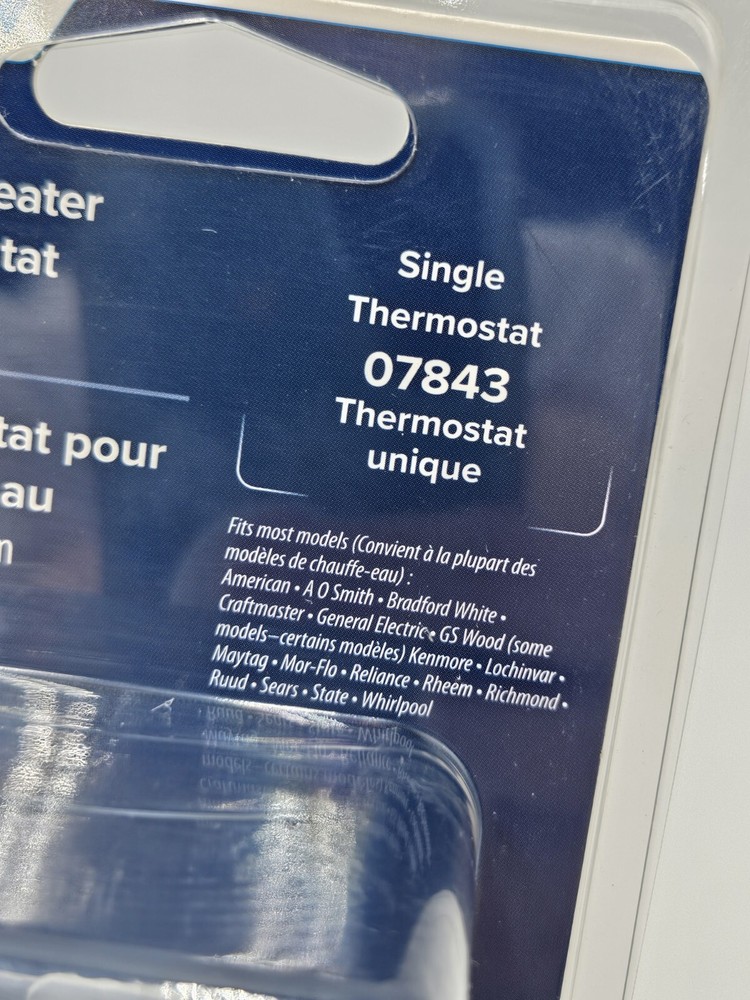 eater
tat
Single
Thermostat
07843
Thermostat
unique
tat pour
au
n
Fits most models (Convient à la plupart des
modèles de chauffe-eau) :
American • A O Smith • Bradford White •
Craftmaster • General Electric • GS Wood (some
models–certains modèles) Kenmore • Lochinvar •
Maytag • Mor-Flo • Reliance • Rheem • Richmond •
Ruud • Sears • State • Whirlpool